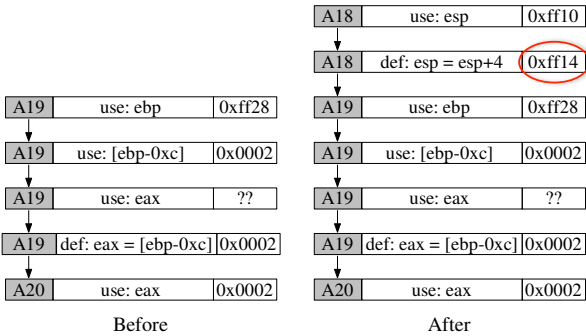 A18 use: esp 0xff10
A18 def: esp = esp+4 0xff14
A19 use: ebp 0xff28 A19 use: ebp 0xff28
A19 use: [ebp-0xc] 0x0002 A19 use: [ebp-0xc] 0x0002
A19 use: eax ?? A19 use: eax ??
A19 def: eax = [ebp-0xc] 0x0002 A19 def: eax = [ebp-0xc] 0x0002
A20 use: eax 0x0002 A20 use: eax 0x0002
Before After